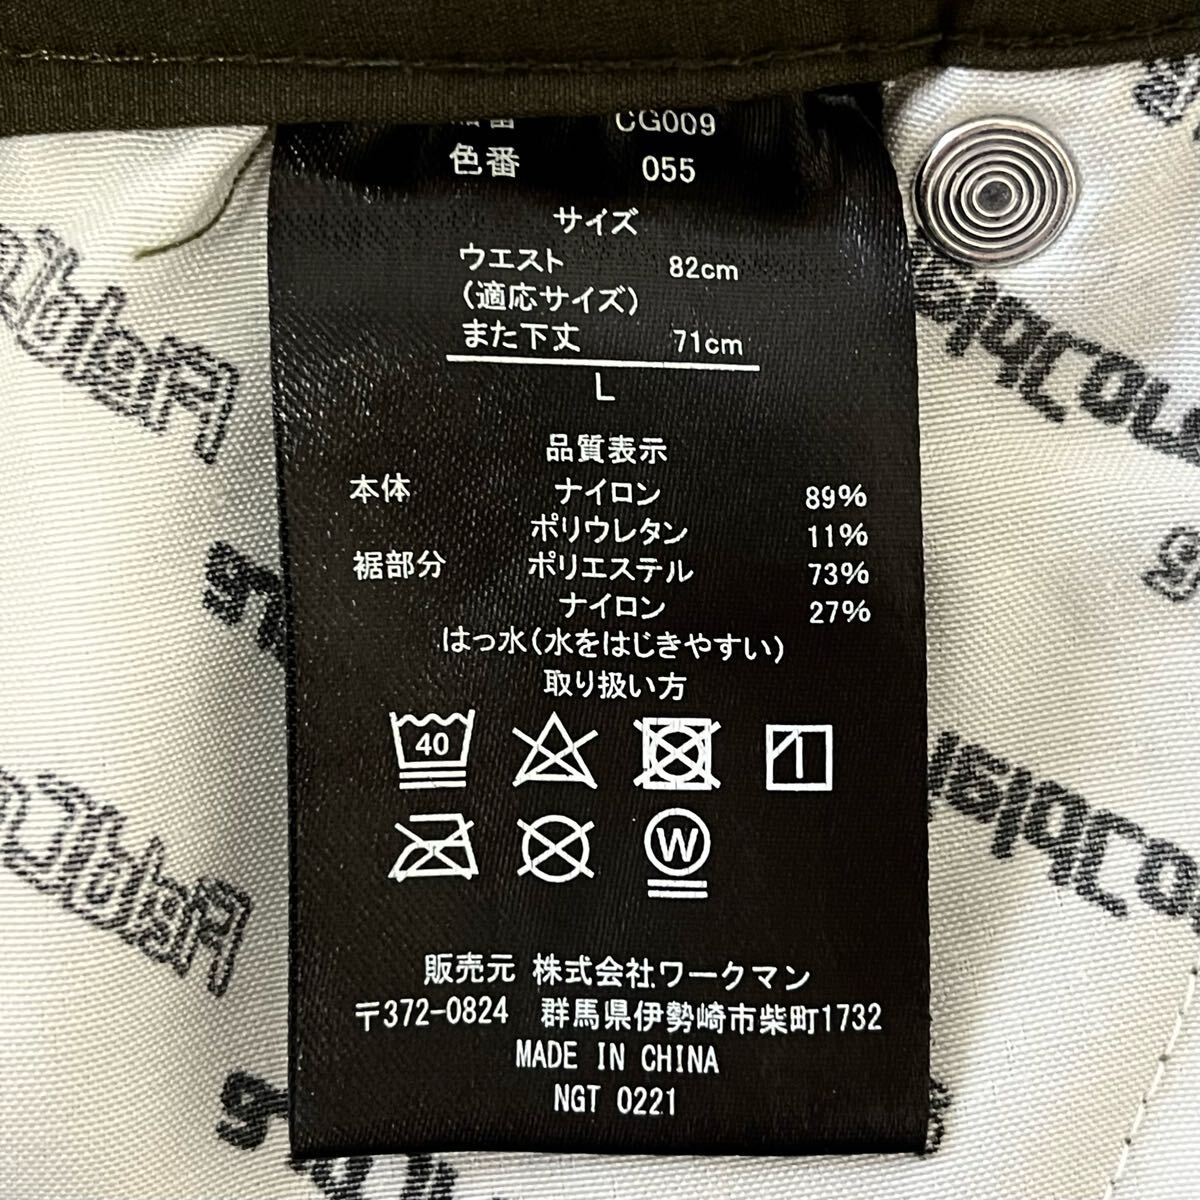 CG009
色番 055
サイズ
ウエスト 82cm
(適応サイズ)
また下丈 71cm
L
品質表示
本体 ナイロン 89%
ポリウレタン 11%
裾部分 ポリエステル 73%
ナイロン 27%
はっ水(水をはじきやすい)
取り扱い方
40
W
販売元 株式会社ワークマン
〒372-0824 群馬県伊勢崎市柴町1732
MADE IN CHINA
NGT 0221